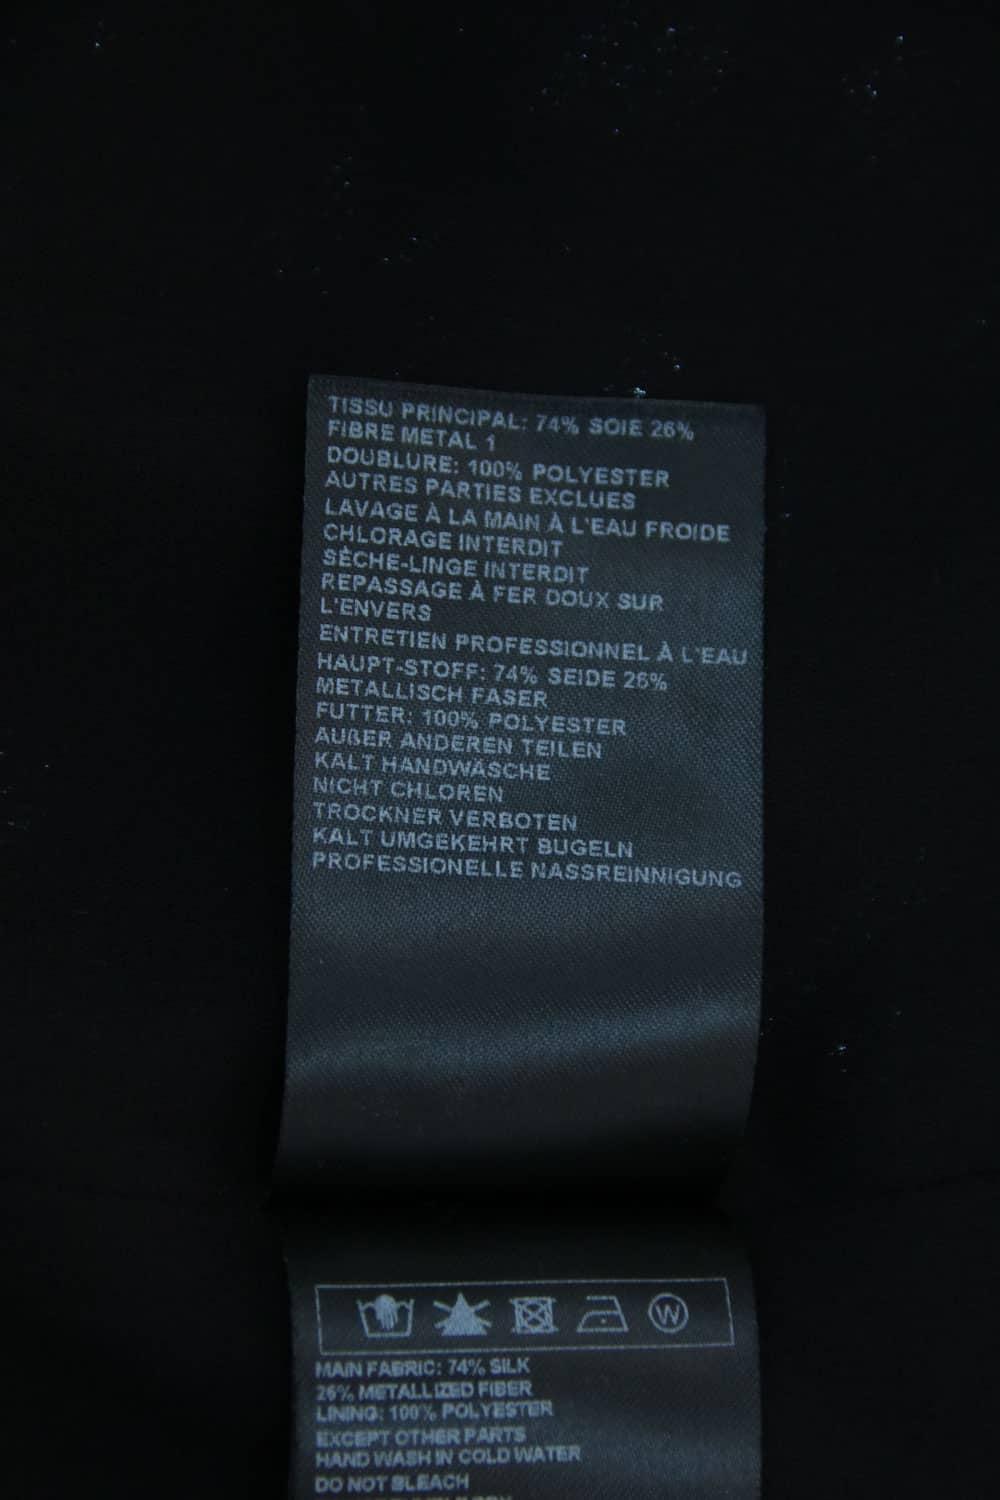 TISSU PRINCIPAL: 74% SOIE 26%
FIBRE METAL 1
DOUBLURE: 100% POLYESTER
AUTRES PARTIES EXCLUES
LAVAGE À LA MAIN À L'EAU FROIDE
CHLORAGE INTERDIT
SÈCHE-LINGE INTERDIT
REPASSAGE À FER DOUX SUR
L'ENVERS
ENTRETIEN PROFESSIONNEL À L'EAU
HAUPT-STOFF: 74% SEIDE 26%
METALLISCH FASER
FUTTER: 100% POLYESTER
AUßER ANDEREN TEILEN
KALT HANDWÄSCHE
NICHT CHLOREN
TROCKNER VERBOTEN
KALT UMGEKEHRT BUGELN
PROFESSIONELLE NASSREINNIGUNG
W
MAIN FABRIC: 74% SILK
26% METALLIZED FIBER
LINING: 100% POLYESTER
EXCEPT OTHER PARTS
HAND WASH IN COLD WATER
DO NOT BLEACH